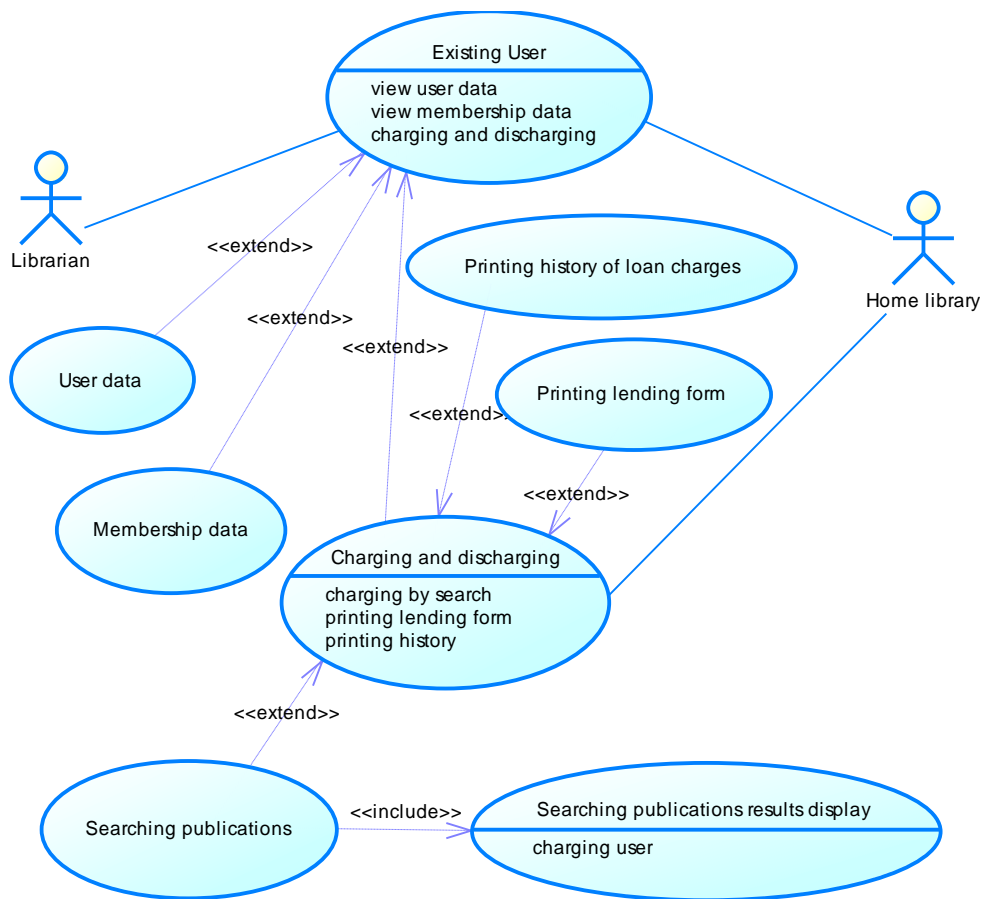 Existing User
view user data
view membership data
charging and discharging
Librarian
<<extend>>
Printing history of loan charges
Home library
<<extend>>
<<extend>>
User data
Printing lending form
<<extend>>
<<extend>>
Membership data
Charging and discharging
charging by search
printing lending form
printing history
<<extend>>
Searching publications
<<include>>
Searching publications results display
charging user